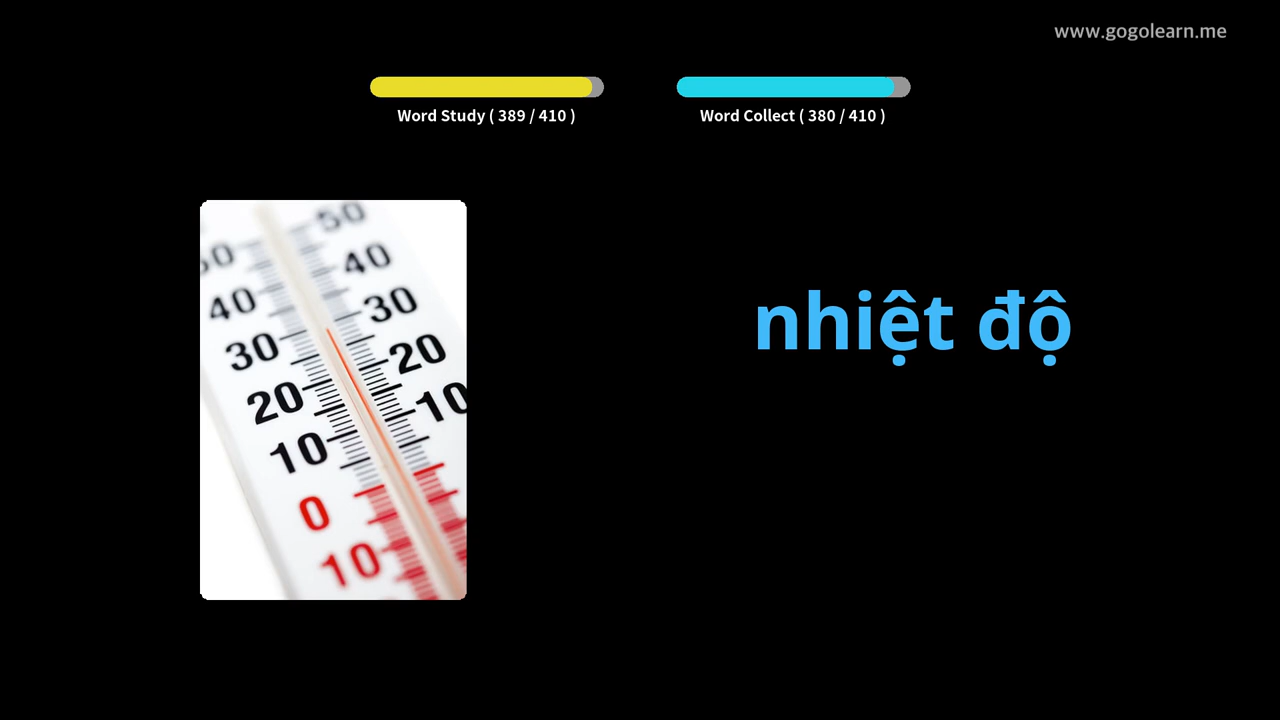 www.gogolearn.me
Word Study ( 389 / 410 )
Word Collect ( 380 / 410 )
50
40
40
30
30
20
20
10
10
0
10
nhiệt độ